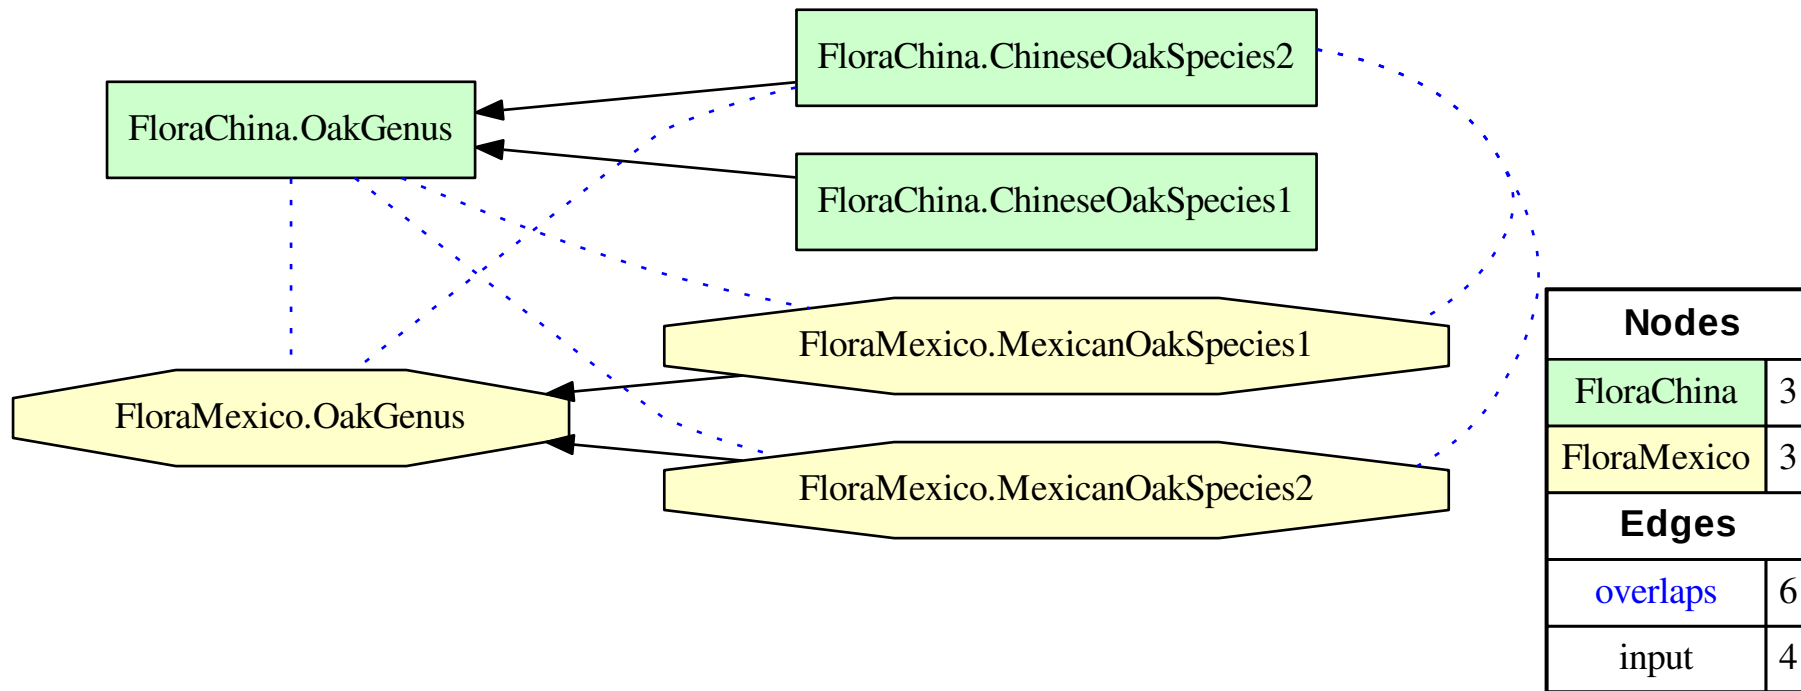 FloraChina.ChineseOakSpecies2
FloraChina.OakGenus
FloraChina.ChineseOakSpecies1
FloraMexico.MexicanOakSpecies1
FloraMexico.OakGenus
FloraMexico.MexicanOakSpecies2
Nodes
FloraChina 3
FloraMexico 3
Edges
overlaps 6
input 4